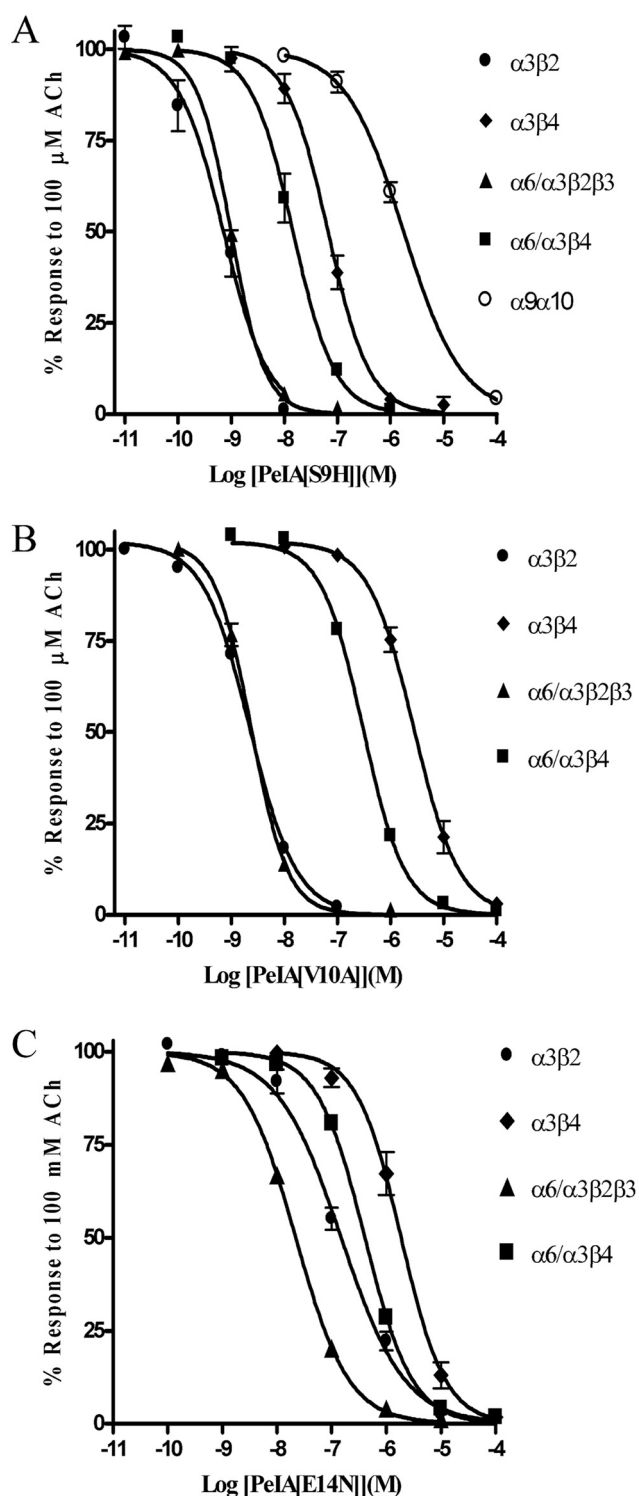 A
% Response to 100 μM ACh
100
75
50
25
0
-11 -10 -9 -8 -7 -6 -5 -4
Log [PeIA[S9H]](M)
α3β2
α3β4
α6/α3β2β3
α6/α3β4
α9α10
B
% Response to 100 μM ACh
100
75
50
25
0
-11 -10 -9 -8 -7 -6 -5 -4
Log [PeIA[V10A]](M)
α3β2
α3β4
α6/α3β2β3
α6/α3β4
C
% Response to 100 mM ACh
100
75
50
25
0
-11 -10 -9 -8 -7 -6 -5 -4
Log [PeIA[E14N]](M)
α3β2
α3β4
α6/α3β2β3
α6/α3β4